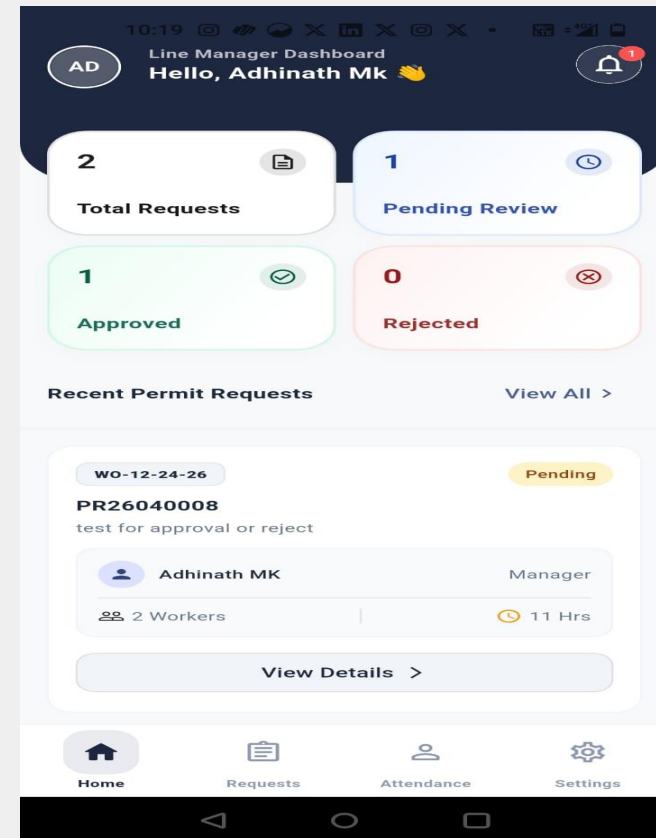 10:19
Line Manager Dashboard
AD
Hello, Adhinath Mk 👋
1
2
Total Requests
1
Pending Review
1
Approved
0
Rejected
Recent Permit Requests
View All >
WO-12-24-26
Pending
PR26040008
test for approval or reject
Adhinath MK
Manager
2 Workers
11 Hrs
View Details >
Home
Requests
Attendance
Settings